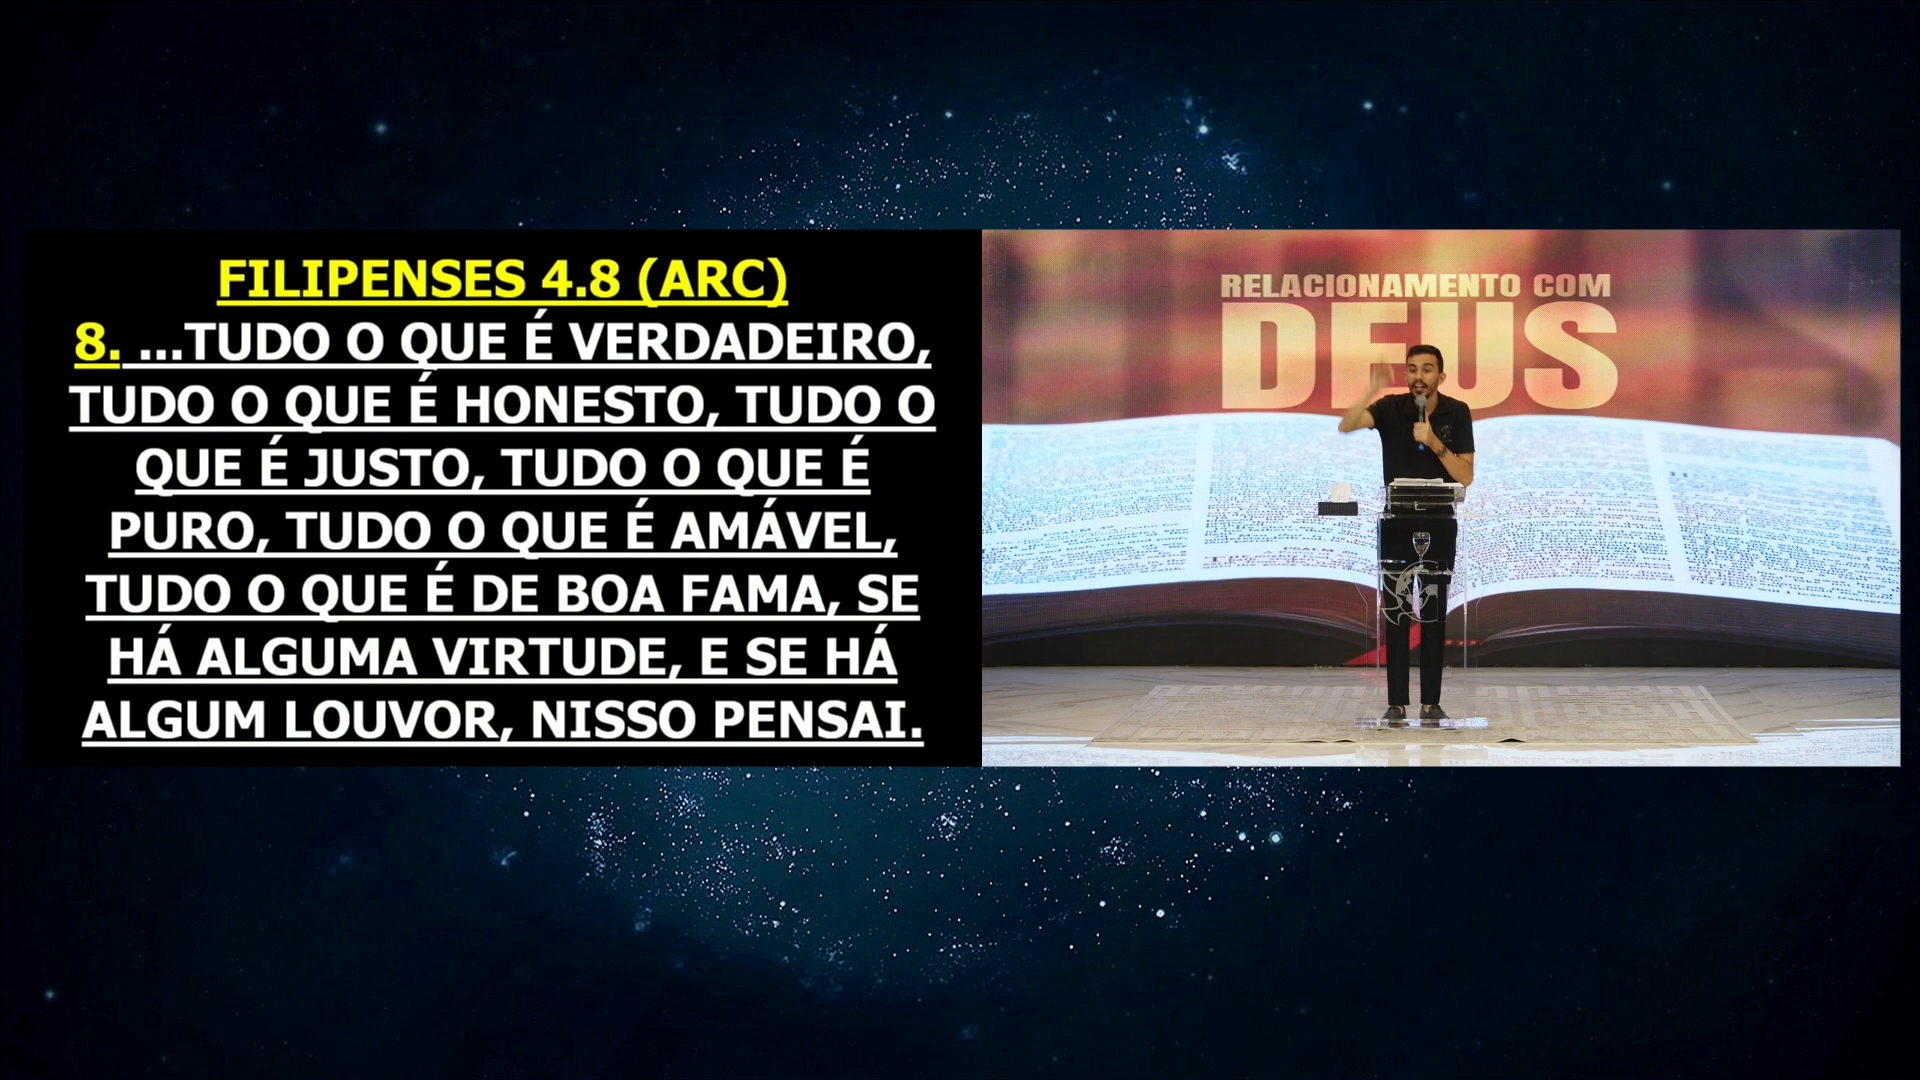 FILIPENSES 4.8 (ARC)
8. ...TUDO O QUE É VERDADEIRO,
TUDO O QUE É HONESTO, TUDO O
QUE É JUSTO, TUDO O QUE É
PURO, TUDO O QUE É AMÁVEL,
TUDO O QUE É DE BOA FAMA, SE
HÁ ALGUMA VIRTUDE, E SE HÁ
ALGUM LOUVOR, NISSO PENSAI.
RELACIONAMENTO COM
DEUS